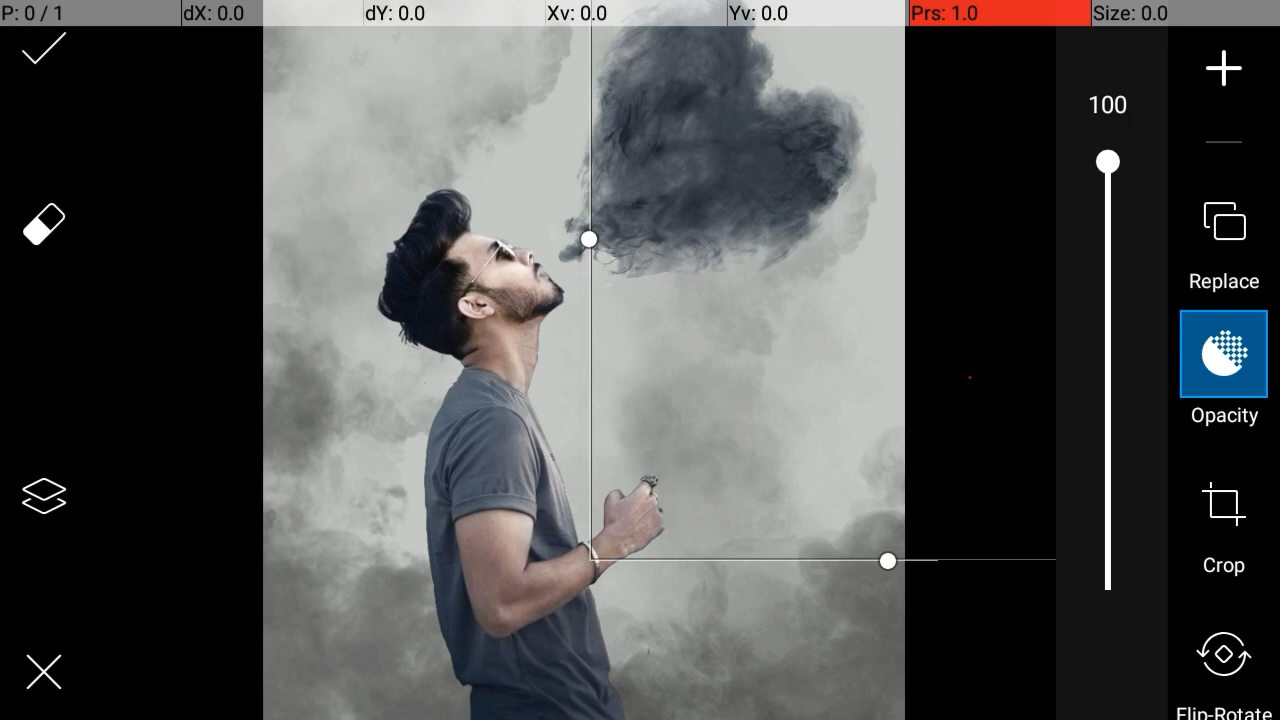 P: 0 / 1 dX: 0.0 dY: 0.0 Xv: 0.0 Yv: 0.0 Prs: 1.0 Size: 0.0
100
Replace
Opacity
Crop
Flip-Rotate